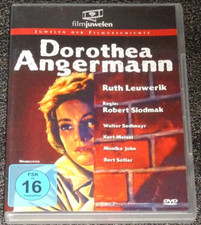 filmjuwelen
JUWELEN DER FILMGESCHICHTE
Dorothea
Angermann
Ruth Leuwerik
Regie:
Robert Siodmak
Walter Sedlmayr
Kurt Meisel
Monika John
Bert Sotlar
FSK
ab
16
DVD